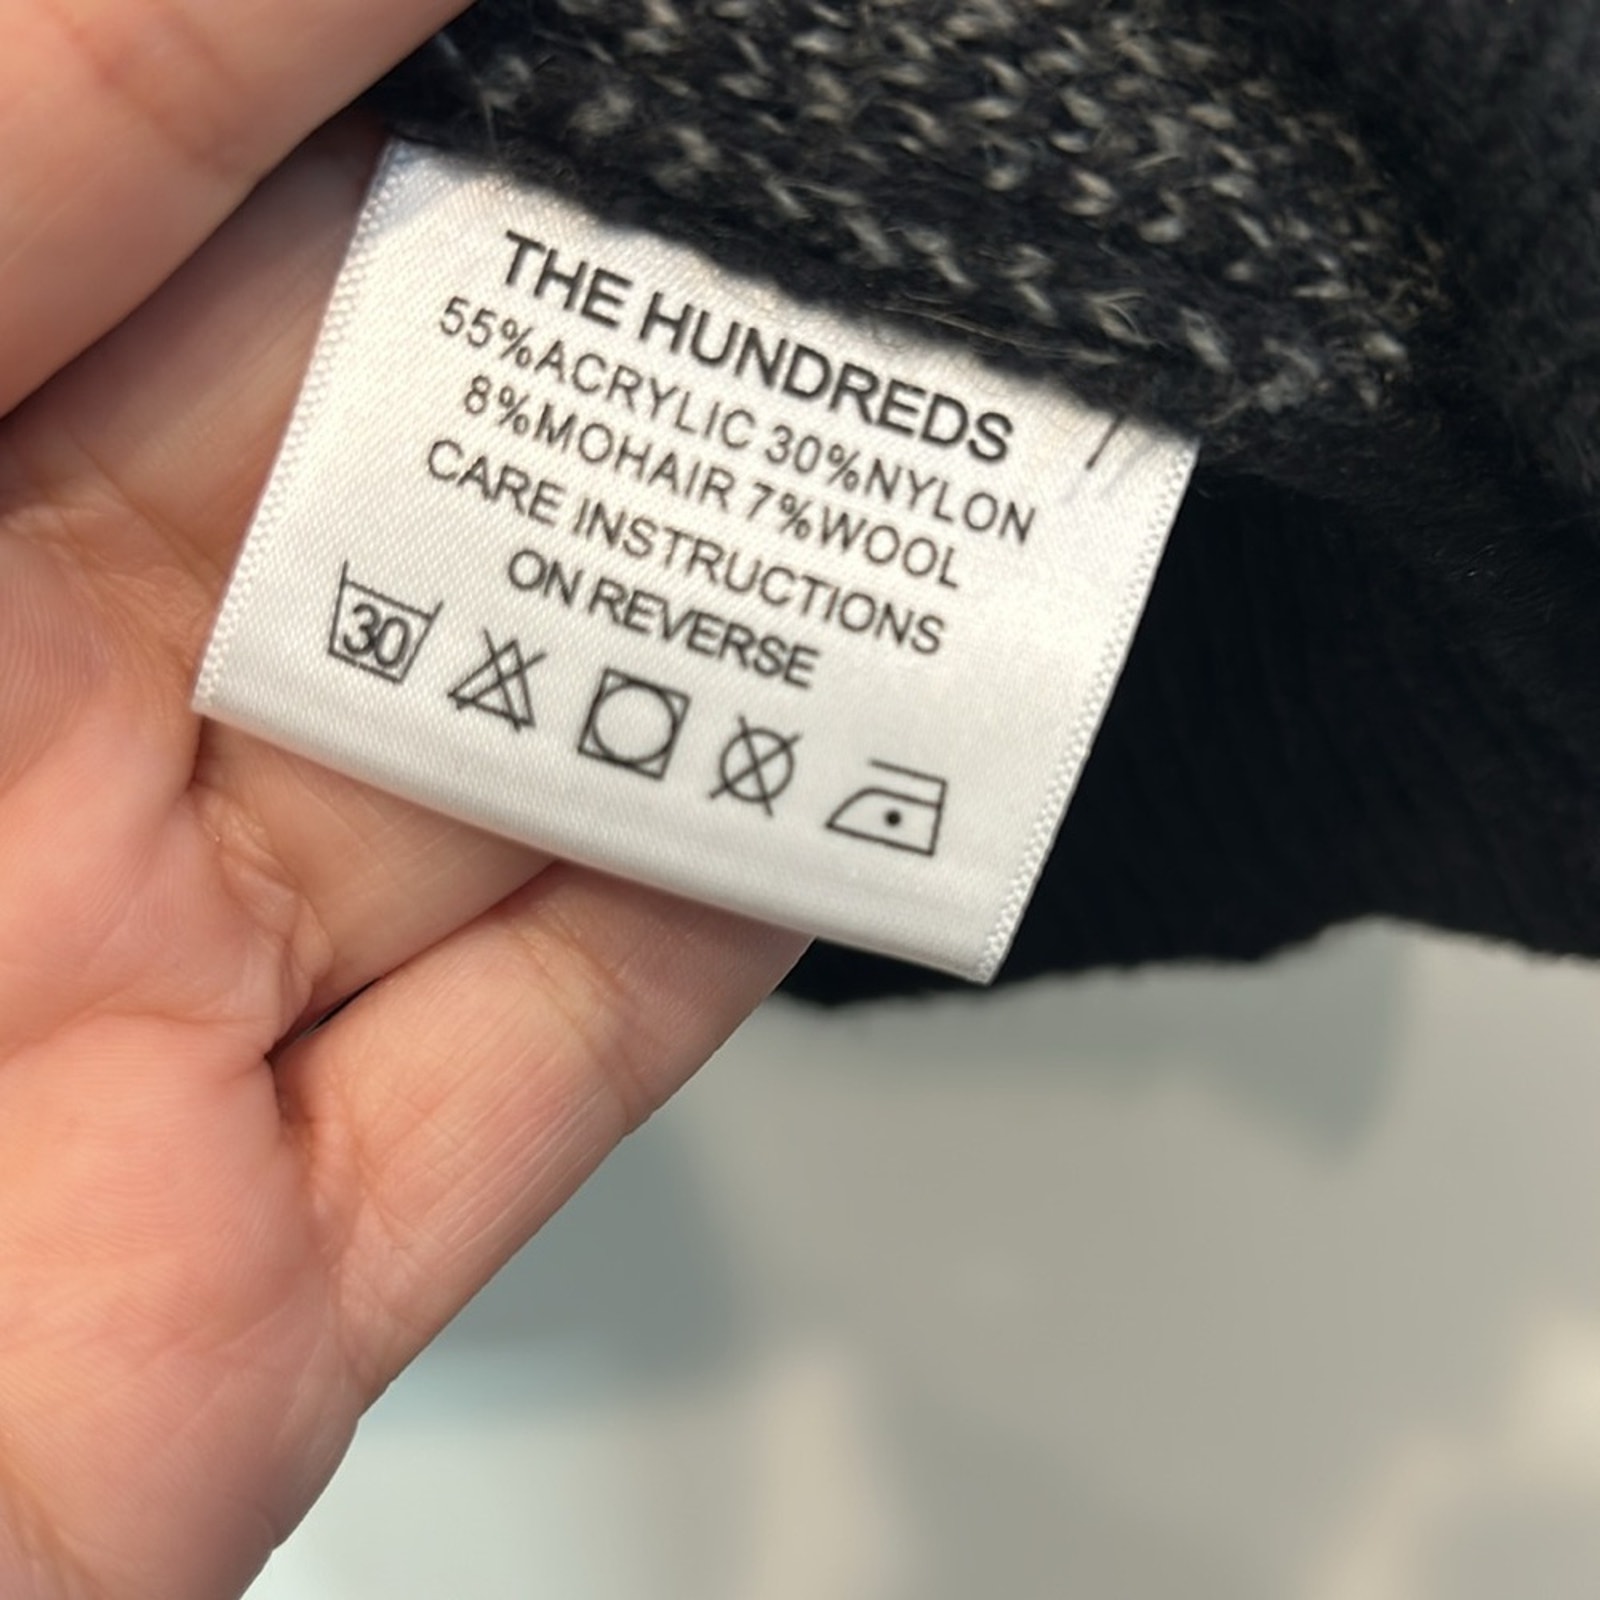 THE HUNDREDS
55%ACRYLIC 30%NYLON
8%MOHAIR 7%WOOL
CARE INSTRUCTIONS
ON REVERSE
30